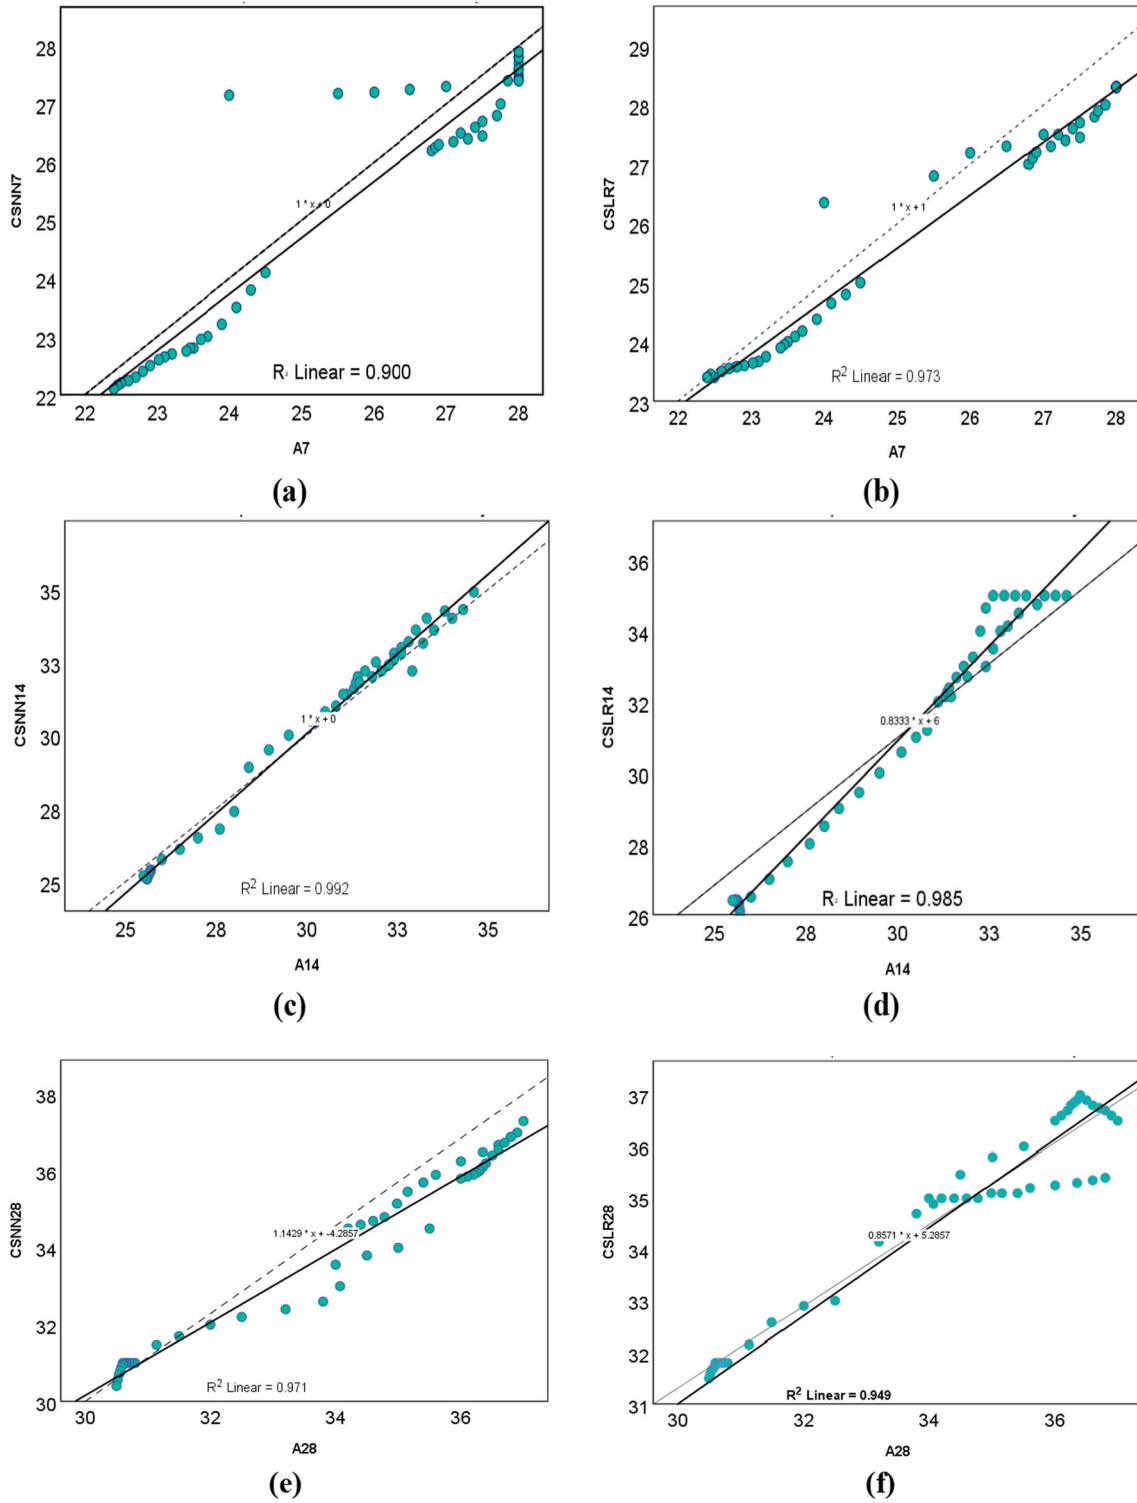 28
27
26
25
24
23
22
CSNN7
1 * x + 0
R² Linear = 0.900
22 23 24 25 26 27 28
A7
(a)
29
28
27
26
25
24
23
CSLR7
1 * x + 1
R² Linear = 0.973
22 23 24 25 26 27 28
A7
(b)
35
33
30
28
25
CSNN14
1 * x + 0
R² Linear = 0.992
25 28 30 33 35
A14
(c)
36
34
32
30
28
26
CSLR14
0.8333 * x + 6
R² Linear = 0.985
25 28 30 33 35
A14
(d)
38
36
34
32
30
CSNN28
1.1429 * x + -4.2857
R² Linear = 0.971
30 32 34 36
A28
(e)
37
36
35
34
33
32
31
CSLR28
0.8571 * x + 5.2857
R² Linear = 0.949
30 32 34 36
A28
(f)